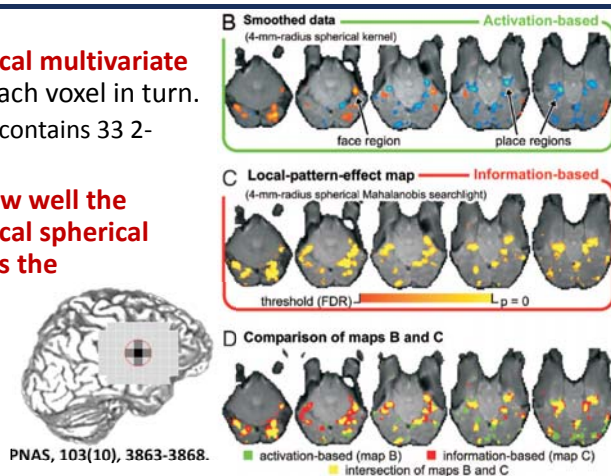 cal multivariate
ach voxel in turn.
contains 33 2-
w well the
cal spherical
s the
PNAS, 103(10), 3863-3868.
B Smoothed data Activation-based
(4-mm-radius spherical kernel)
face region place regions
C Local-pattern-effect map Information-based
(4-mm-radius spherical Mahalanobis searchlight)
threshold (FDR) p = 0
D Comparison of maps B and C
activation-based (map B) information-based (map C)
intersection of maps B and C